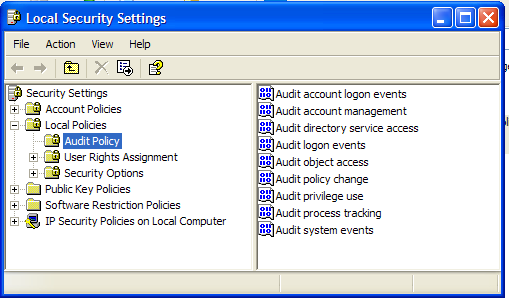 Local Security Settings
File Action View Help
Security Settings
Account Policies
Local Policies
Audit Policy
User Rights Assignment
Security Options
Public Key Policies
Software Restriction Policies
IP Security Policies on Local Computer
Audit account logon events
Audit account management
Audit directory service access
Audit logon events
Audit object access
Audit policy change
Audit privilege use
Audit process tracking
Audit system events